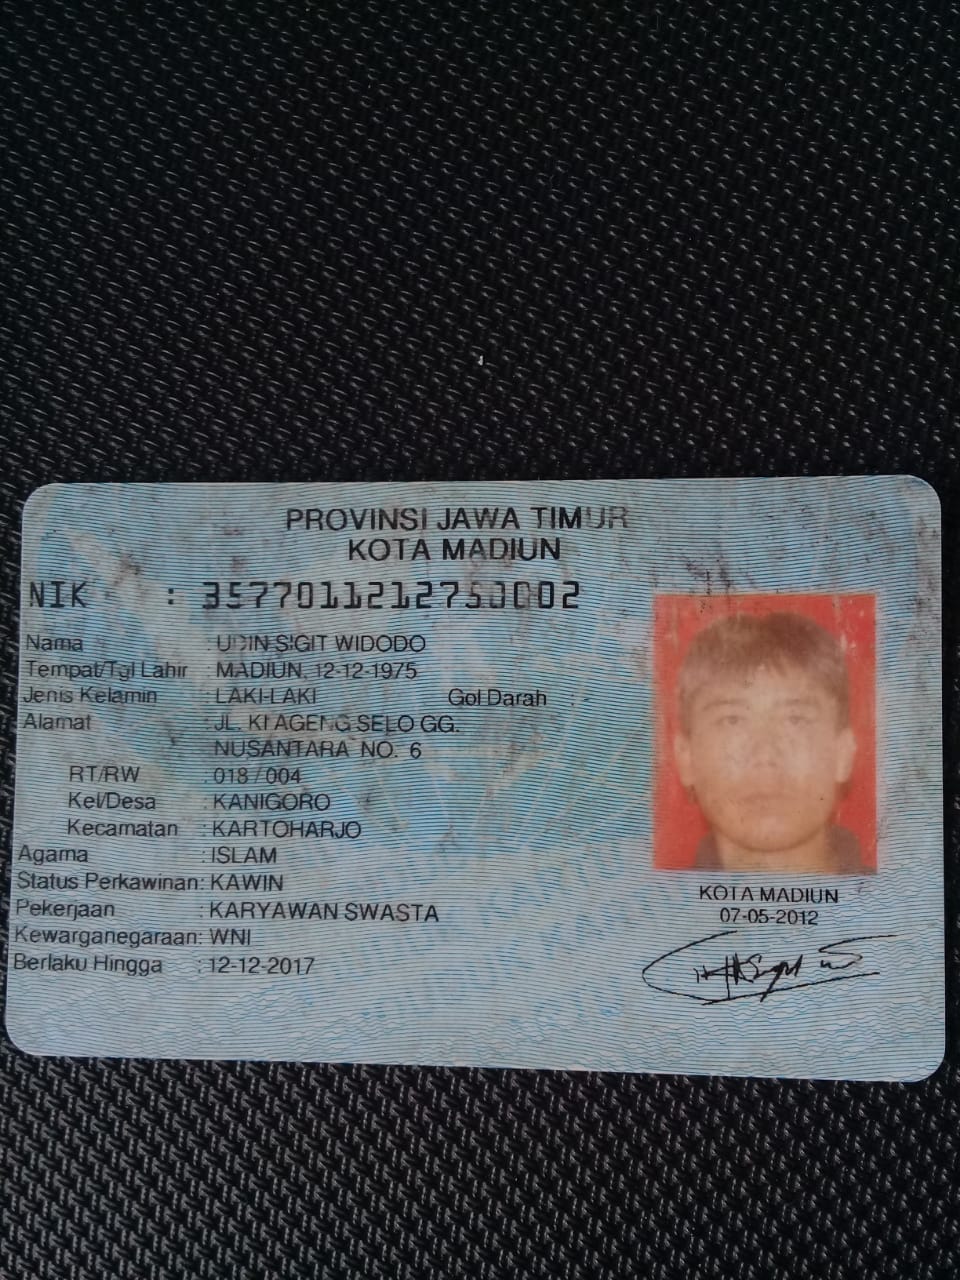 PROVINSI JAWA TIMUR
KOTA MADIUN
NIK : 3577011212750002
Nama : UDIN SIGIT WIDODO
Tempat/Tgl Lahir : MADIUN, 12-12-1975
Jenis Kelamin : LAKI-LAKI Gol Darah :
Alamat : JL. KI AGENG SELO GG.
NUSANTARA NO. 6
RT/RW : 018 / 004
Kel/Desa : KANIGORO
Kecamatan : KARTOHARJO
Agama : ISLAM
Status Perkawinan: KAWIN
Pekerjaan : KARYAWAN SWASTA
Kewarganegaraan: WNI
Berlaku Hingga : 12-12-2017
KOTA MADIUN
07-05-2012